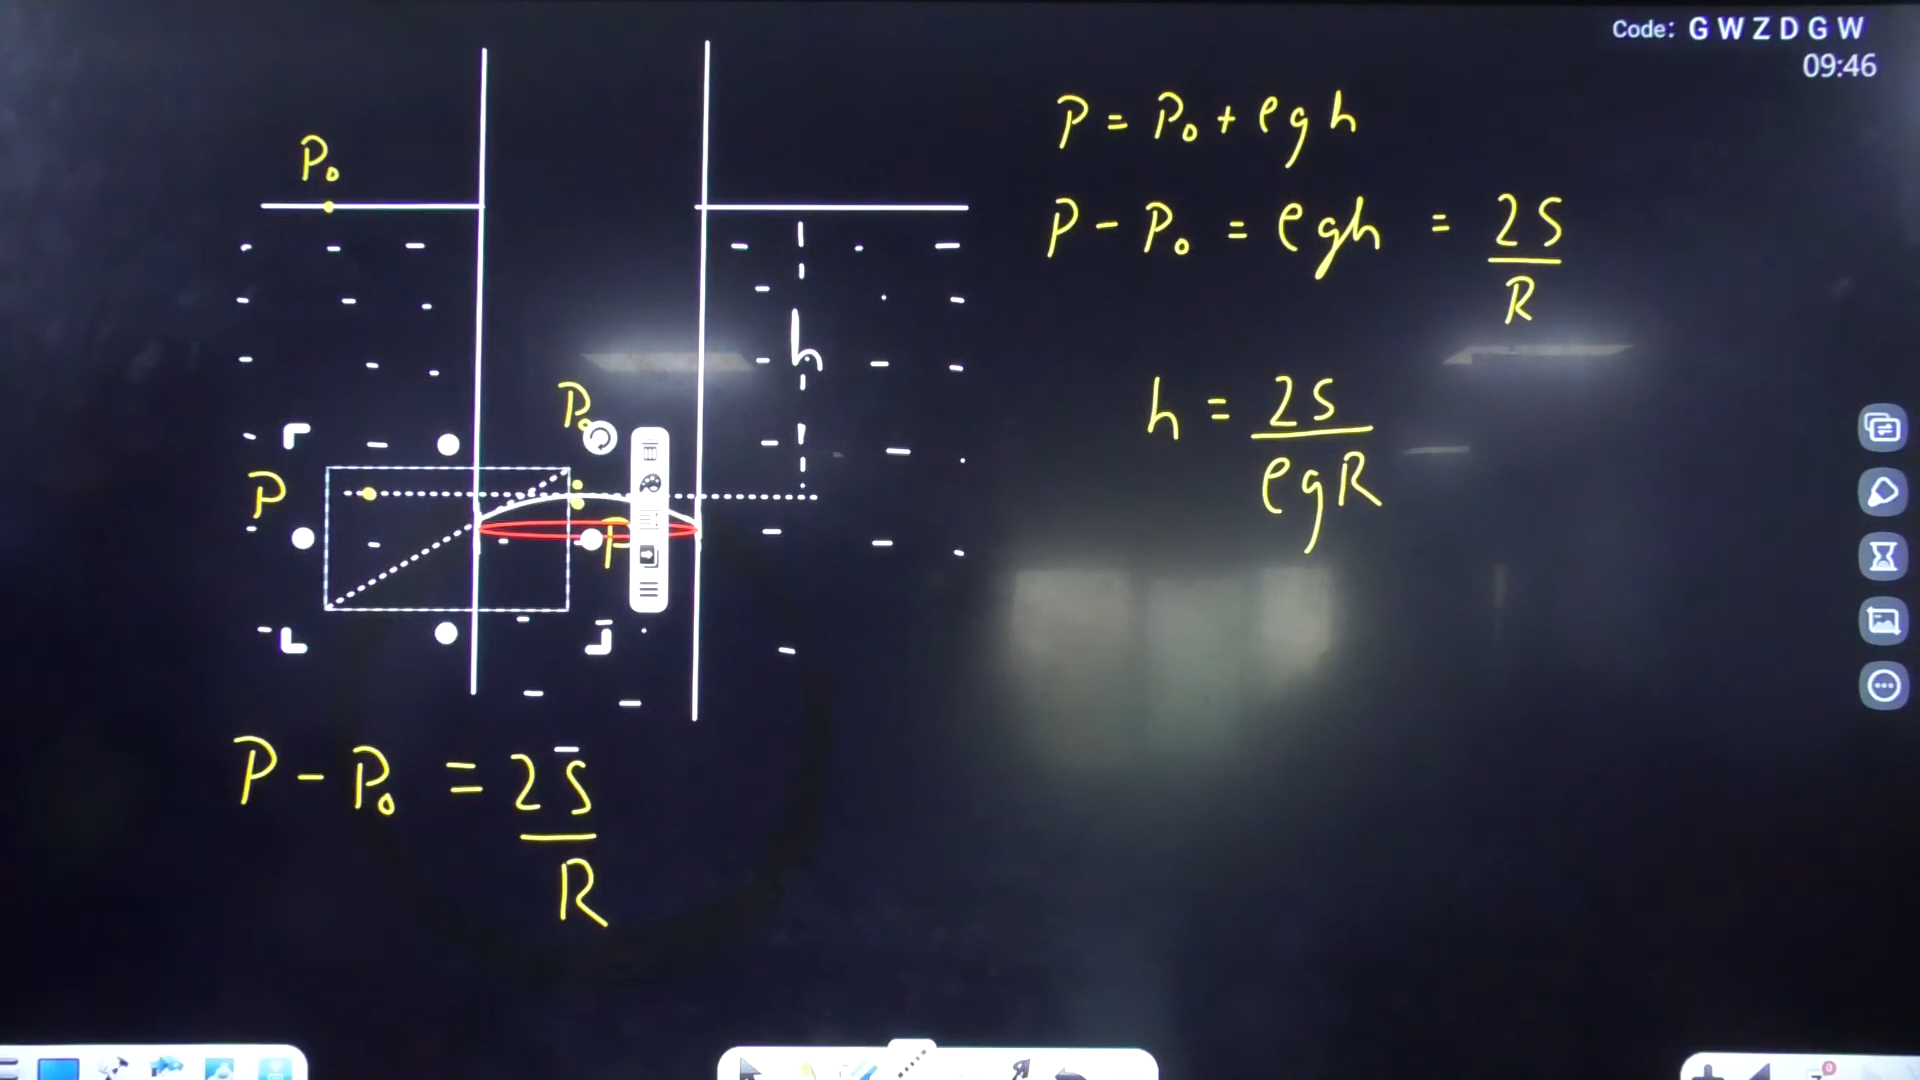 Code: G W Z D G W
09:46
P₀
P = P₀ + ρgh
P - P₀ = ρgh = 2S/R
h
P₀
h = 2S/ρgR
P
P
P - P₀ = 2S/R